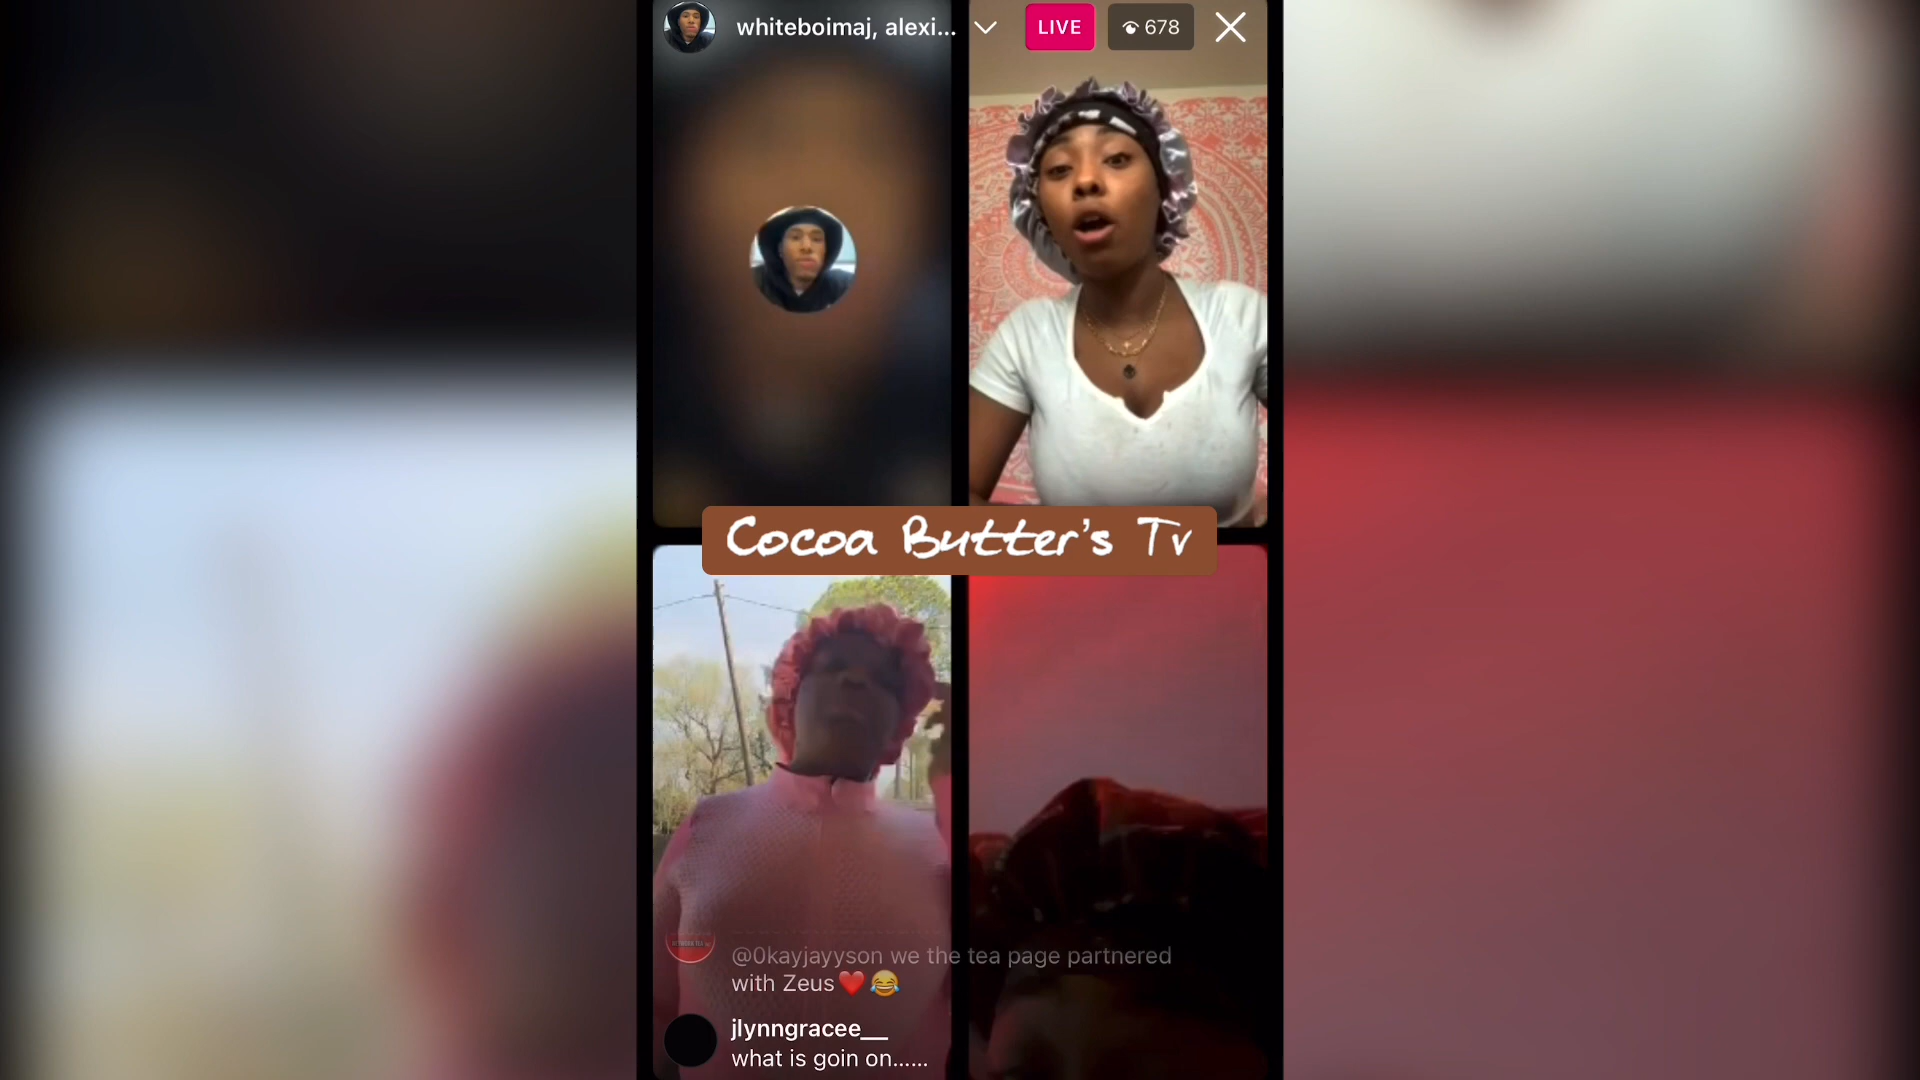 whiteboimaj, alexi...
LIVE
678
Cocoa Butter's Tv
@0kayjayyson we the tea page partnered
with Zeus❤️😂
jlynngracee__
what is goin on......